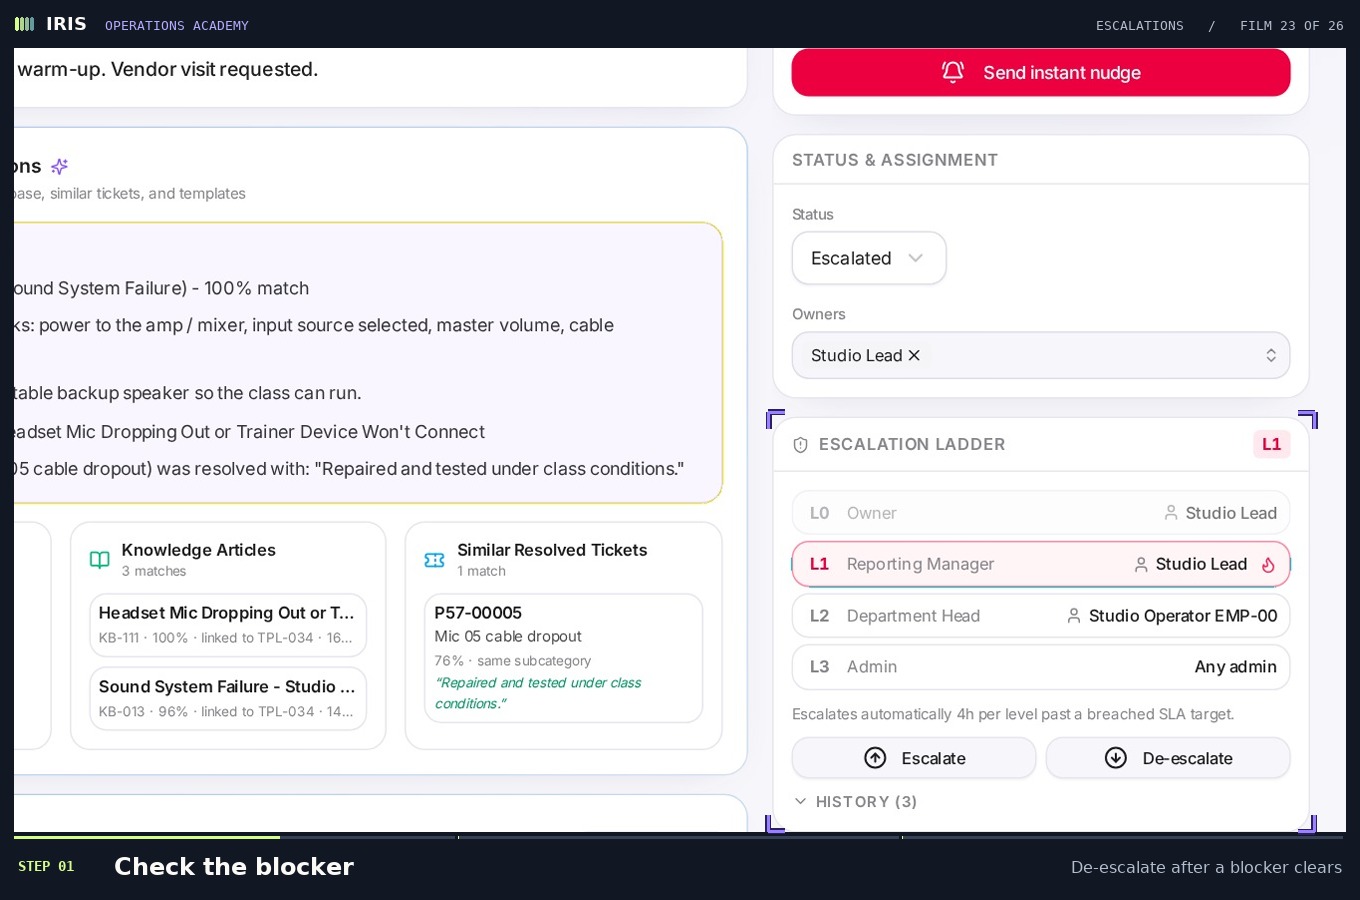 IRIS OPERATIONS ACADEMY
ESCALATIONS / FILM 23 OF 26
warm-up. Vendor visit requested.
Send instant nudge
ons
base, similar tickets, and templates
ound System Failure) - 100% match
ks: power to the amp / mixer, input source selected, master volume, cable
table backup speaker so the class can run.
eadset Mic Dropping Out or Trainer Device Won't Connect
05 cable dropout) was resolved with: "Repaired and tested under class conditions."
Knowledge Articles
3 matches
Headset Mic Dropping Out or T...
KB-111 · 100% · linked to TPL-034 · 16...
Sound System Failure - Studio ...
KB-013 · 96% · linked to TPL-034 · 14...
Similar Resolved Tickets
1 match
P57-00005
Mic 05 cable dropout
76% · same subcategory
“Repaired and tested under class
conditions.”
STATUS & ASSIGNMENT
Status
Escalated
Owners
Studio Lead ×
ESCALATION LADDER L1
L0 Owner Studio Lead
L1 Reporting Manager Studio Lead
L2 Department Head Studio Operator EMP-00
L3 Admin Any admin
Escalates automatically 4h per level past a breached SLA target.
Escalate
De-escalate
HISTORY (3)
STEP 01 Check the blocker
De-escalate after a blocker clears